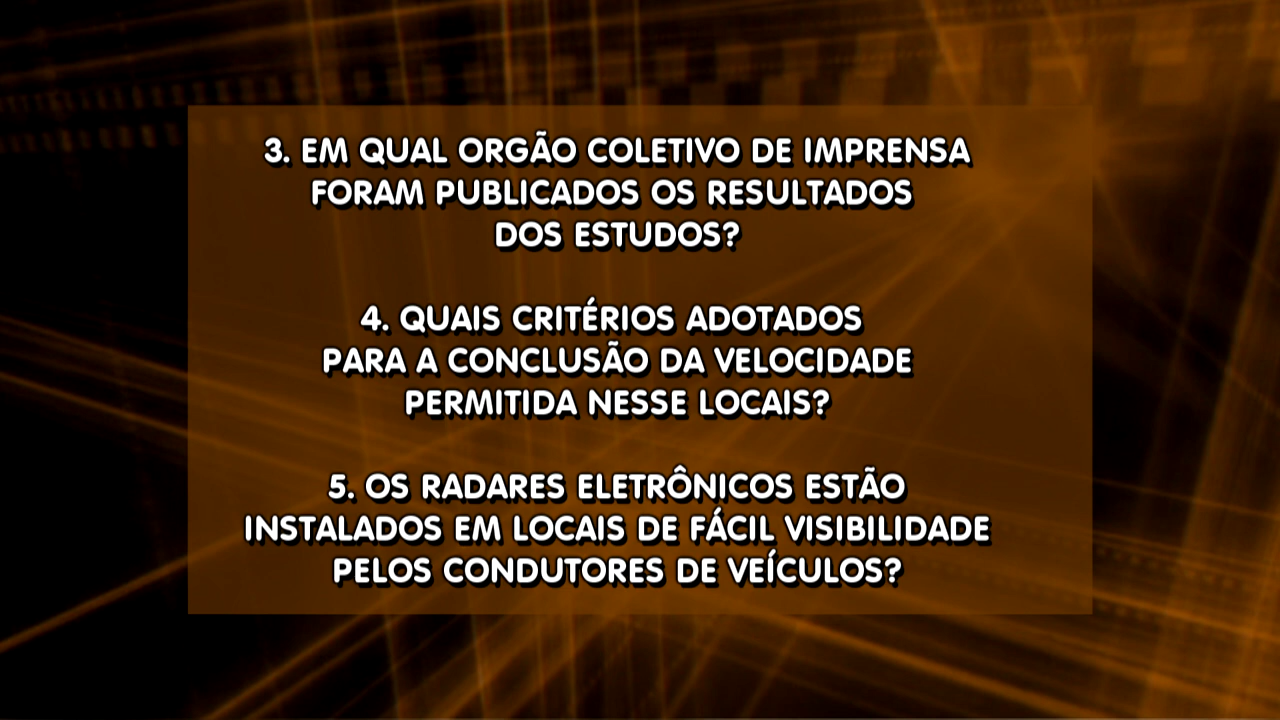 3. EM QUAL ORGÃO COLETIVO DE IMPRENSA
FORAM PUBLICADOS OS RESULTADOS
DOS ESTUDOS?
4. QUAIS CRITÉRIOS ADOTADOS
PARA A CONCLUSÃO DA VELOCIDADE
PERMITIDA NESSE LOCAIS?
5. OS RADARES ELETRÔNICOS ESTÃO
INSTALADOS EM LOCAIS DE FÁCIL VISIBILIDADE
PELOS CONDUTORES DE VEÍCULOS?